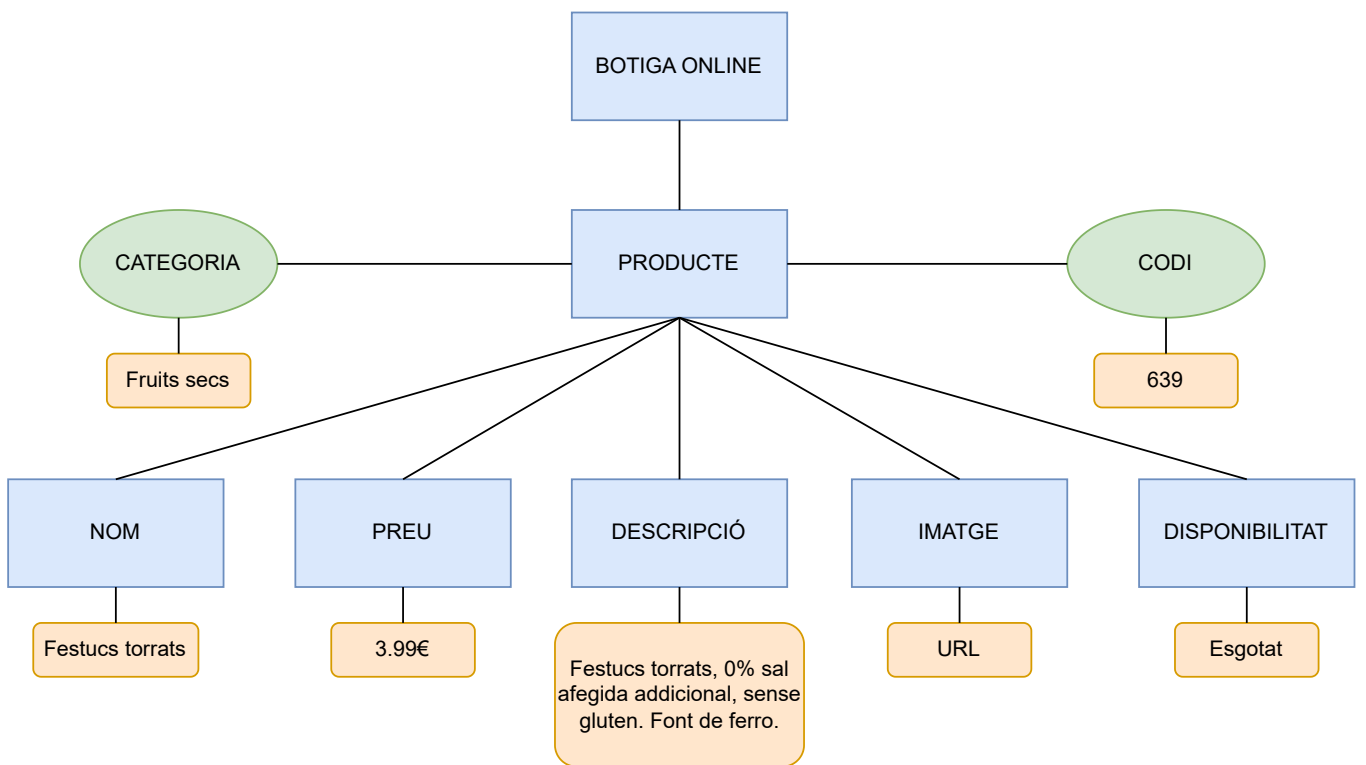 BOTIGA ONLINE
CATEGORIA
PRODUCTE
CODI
Fruits secs
639
NOM
PREU
DESCRIPCIÓ
IMATGE
DISPONIBILITAT
Festucs torrats
3.99€
Festucs torrats, 0% sal
afegida addicional, sense
gluten. Font de ferro.
URL
Esgotat